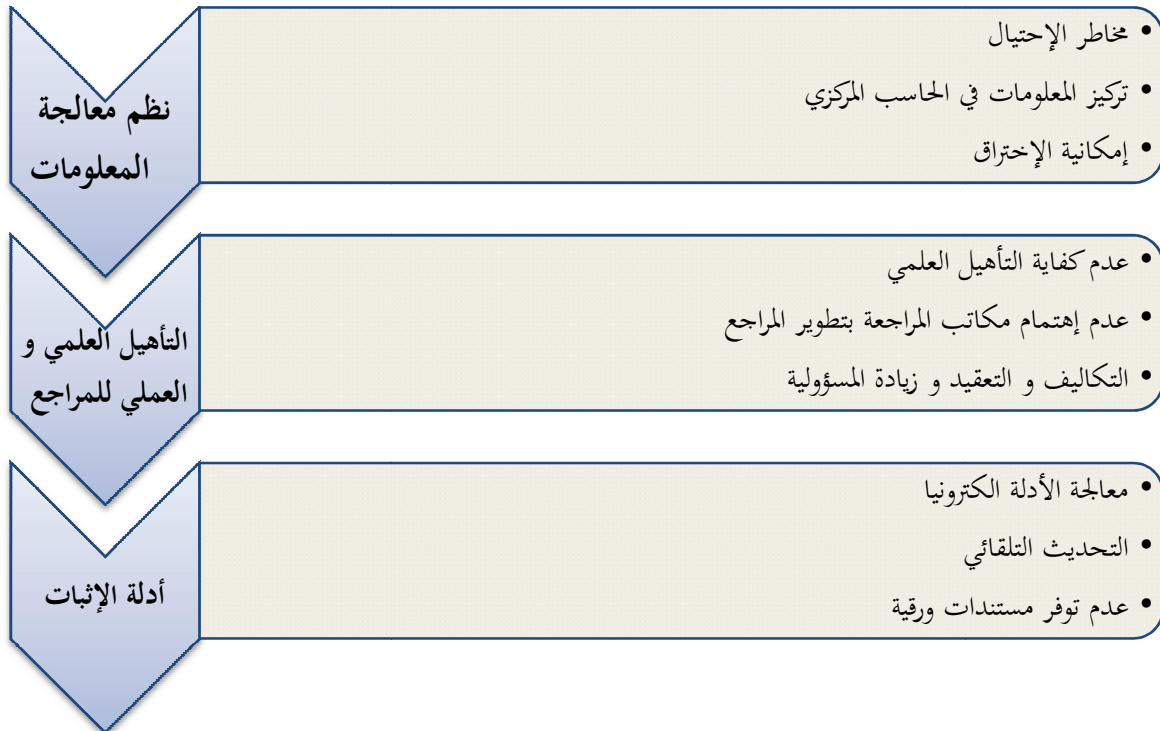 نظم معالجة
المعلومات
• مخاطر الإحتيال
• تركيز المعلومات في الحاسب المركزي
• إمكانية الإختراق
التأهيل العلمي و
العملي للمراجع
• عدم كفاية التأهيل العلمي
• عدم إهتمام مكاتب المراجعة بتطوير المراجع
• التكاليف و التعقيد و زيادة المسؤولية
أدلة الإثبات
• معالجة الأدلة الكترونيا
• التحديث التلقائي
• عدم توفر مستندات ورقية